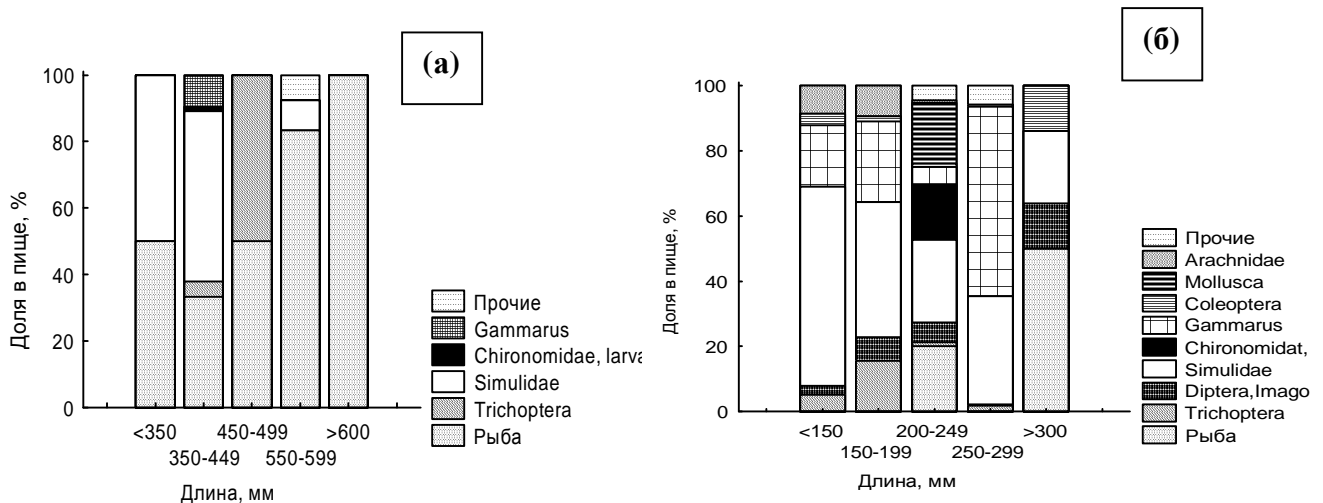 (а)
Доля в пище, %
100
80
60
40
20
0
<350
450-499
>600
350-449
550-599
Длина, мм
Прочие
Gammarus
Chironomidae, larva
Simulidae
Trichoptera
Рыба
(б)
Доля в пище, %
100
80
60
40
20
0
<150
200-249
>300
150-199
250-299
Длина, мм
Прочие
Arachnidae
Mollusca
Coleoptera
Gammarus
Chironomidat,
Simulidae
Diptera,Imago
Trichoptera
Рыба